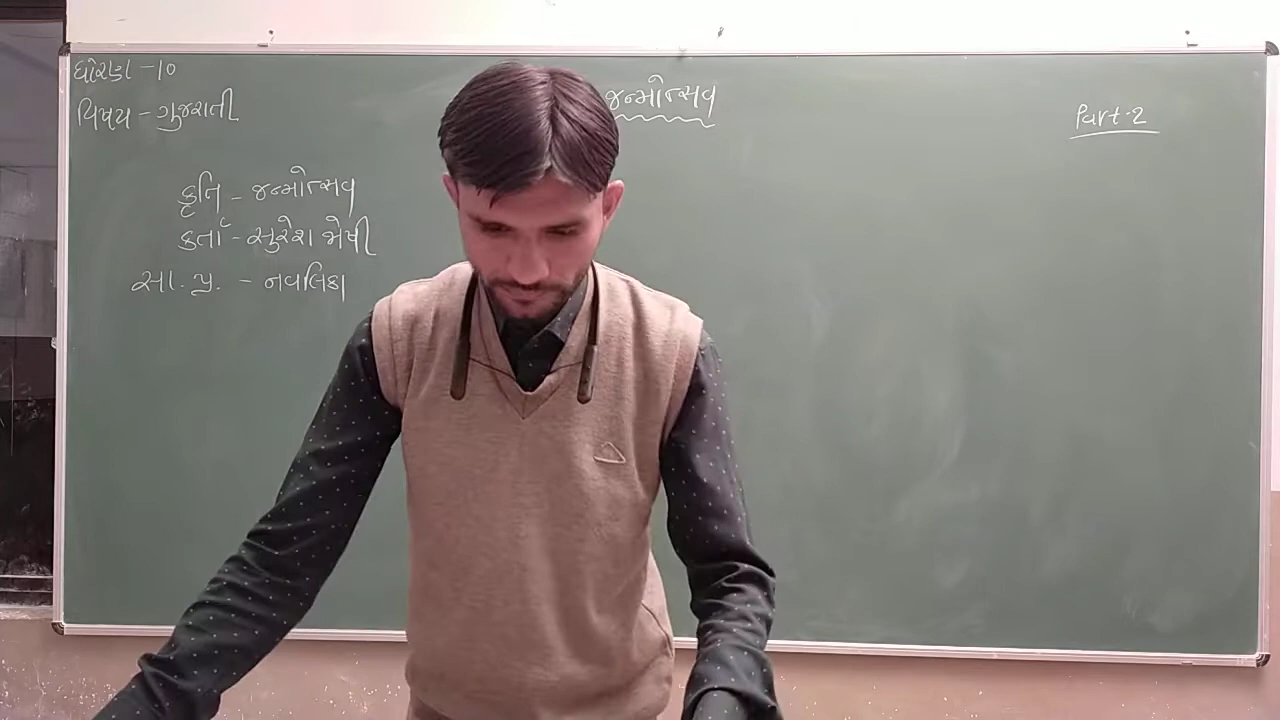 ધોરણ - 10
વિષય - ગુજરાતી
જન્મોત્સવ
Part-2
કૃતિ - જન્મોત્સવ
કર્તા - સુરેશ જોષી
સા. પ્ર. - નવલિકા